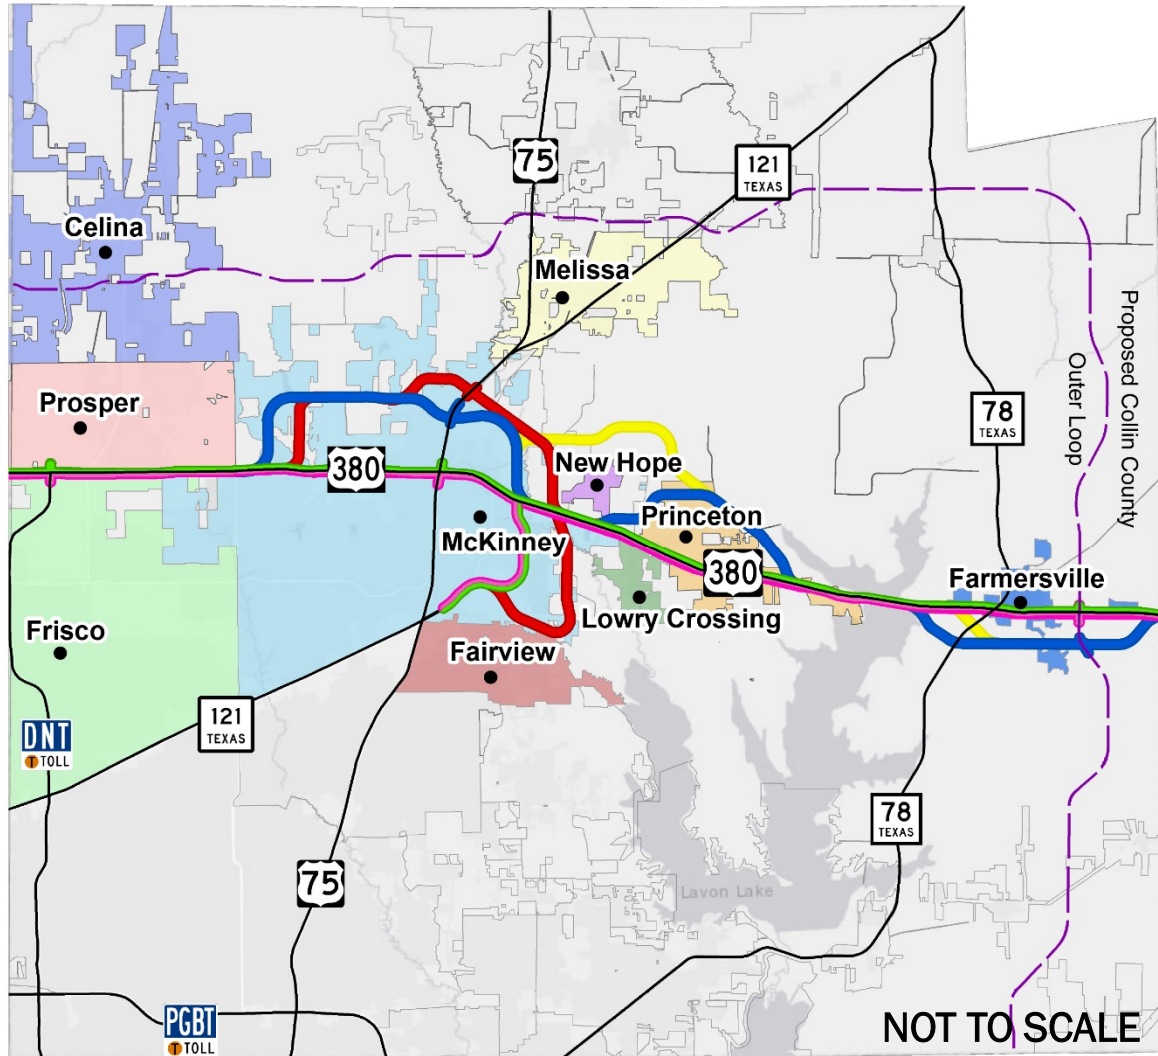 75
121
TEXAS
Celina
Melissa
Proposed Collin County
Outer Loop
Prosper
78
TEXAS
380
New Hope
Princeton
McKinney
380
Farmersville
Lowry Crossing
Frisco
Fairview
121
TEXAS
DNT
T TOLL
78
TEXAS
75
Lavon Lake
PGBT
T TOLL
NOT TO SCALE